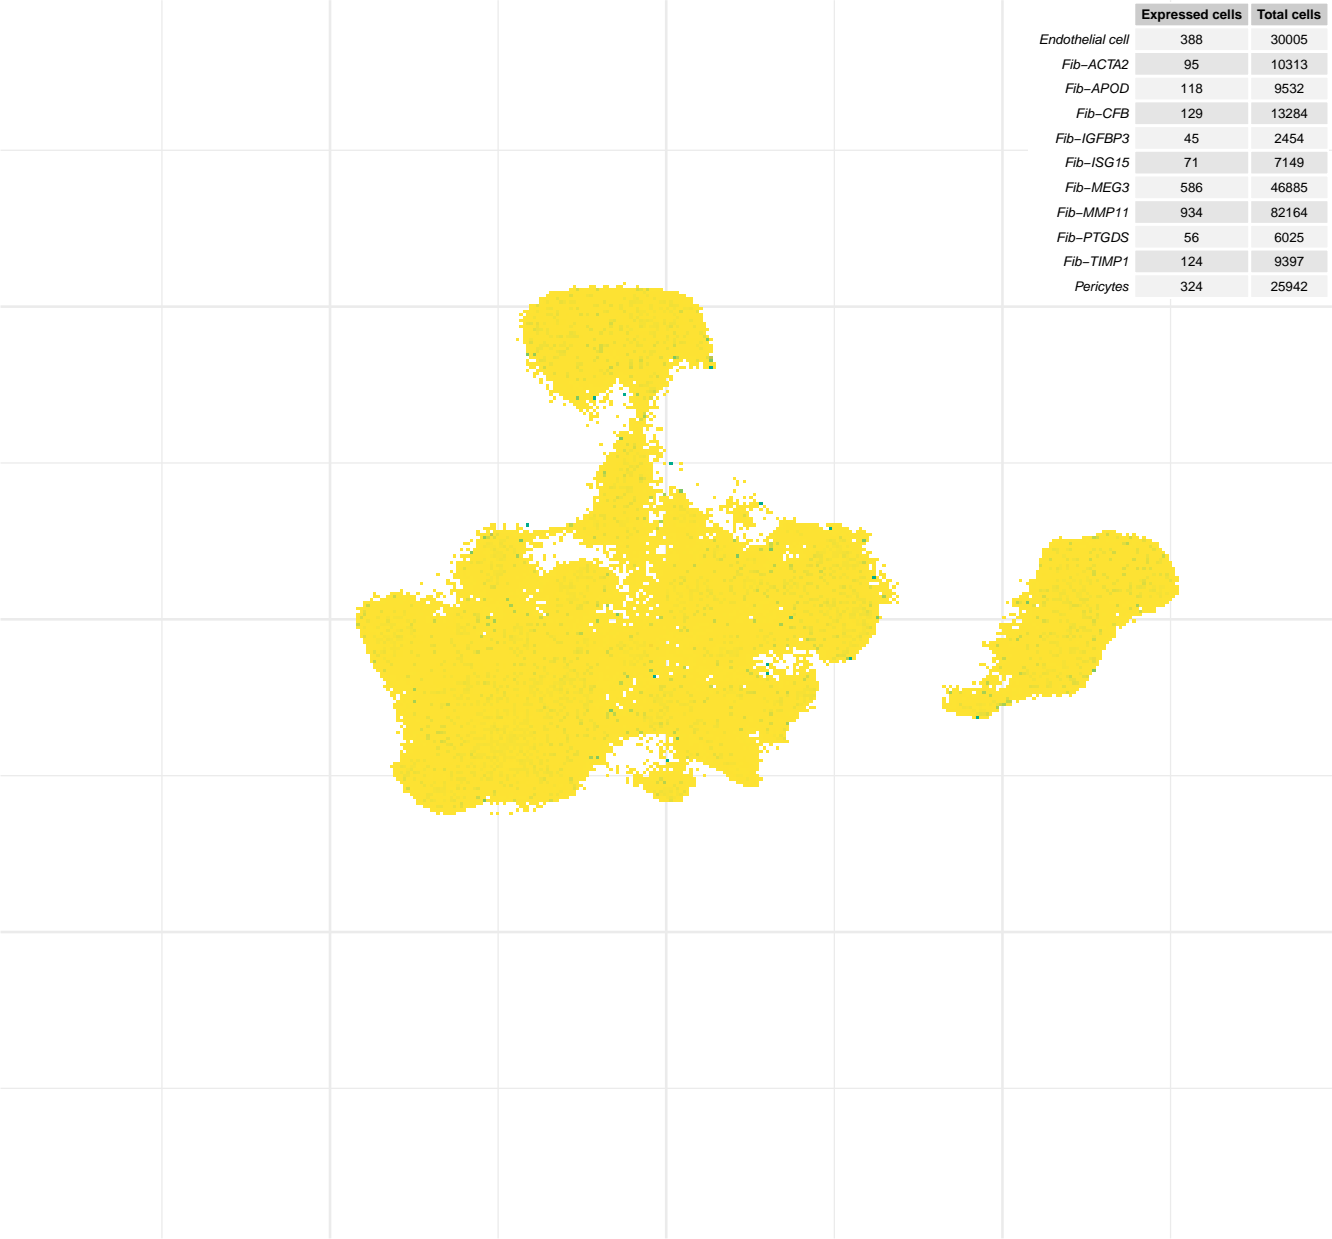 Expressed cells Total cells
Endothelial cell 388 30005
Fib−ACTA2 95 10313
Fib−APOD 118 9532
Fib−CFB 129 13284
Fib−IGFBP3 45 2454
Fib−ISG15 71 7149
Fib−MEG3 586 46885
Fib−MMP11 934 82164
Fib−PTGDS 56 6025
Fib−TIMP1 124 9397
Pericytes 324 25942